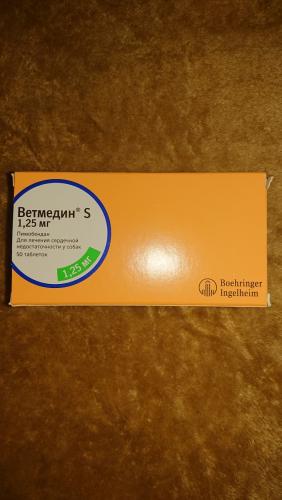 Ветмедин® S
1,25 мг
Пимобендан
Для лечения сердечной
недостаточности у собак
50 таблеток
1,25 мг
Boehringer
Ingelheim